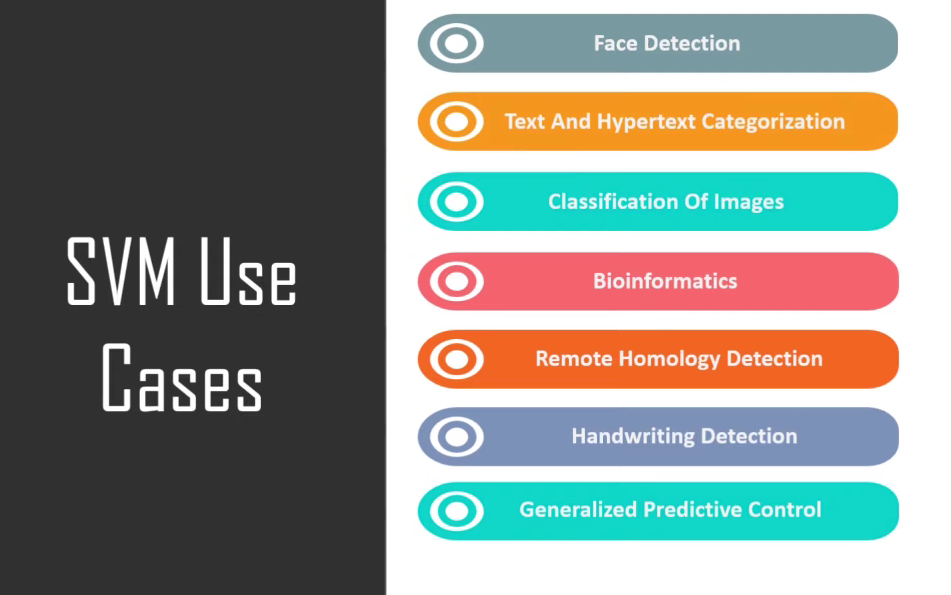 SVM Use
Cases
Face Detection
Text And Hypertext Categorization
Classification Of Images
Bioinformatics
Remote Homology Detection
Handwriting Detection
Generalized Predictive Control